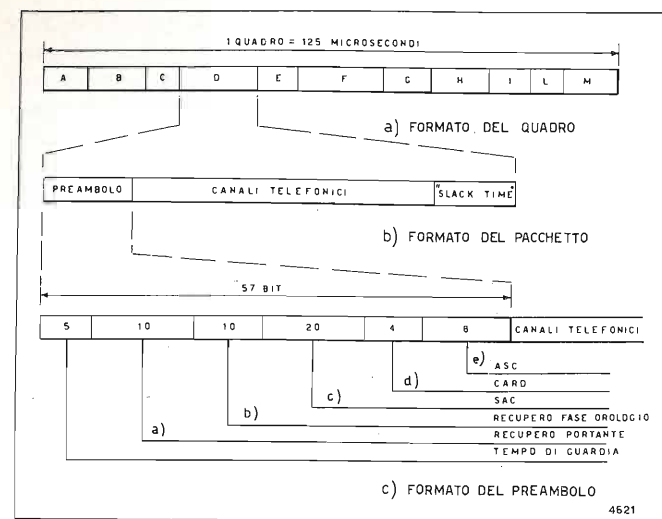 1 QUADRO = 125 MICROSECONDI
A B C D E F G H I L M
a) FORMATO DEL QUADRO
PREAMBOLO CANALI TELEFONICI "SLACK TIME"
b) FORMATO DEL PACCHETTO
57 BIT
5 10 10 20 4 8 CANALI TELEFONICI
e) ASC
d) CARO
c) SAC
b) RECUPERO FASE OROLOGIO
a) RECUPERO PORTANTE
TEMPO DI GUARDIA
c) FORMATO DEL PREAMBOLO
4621